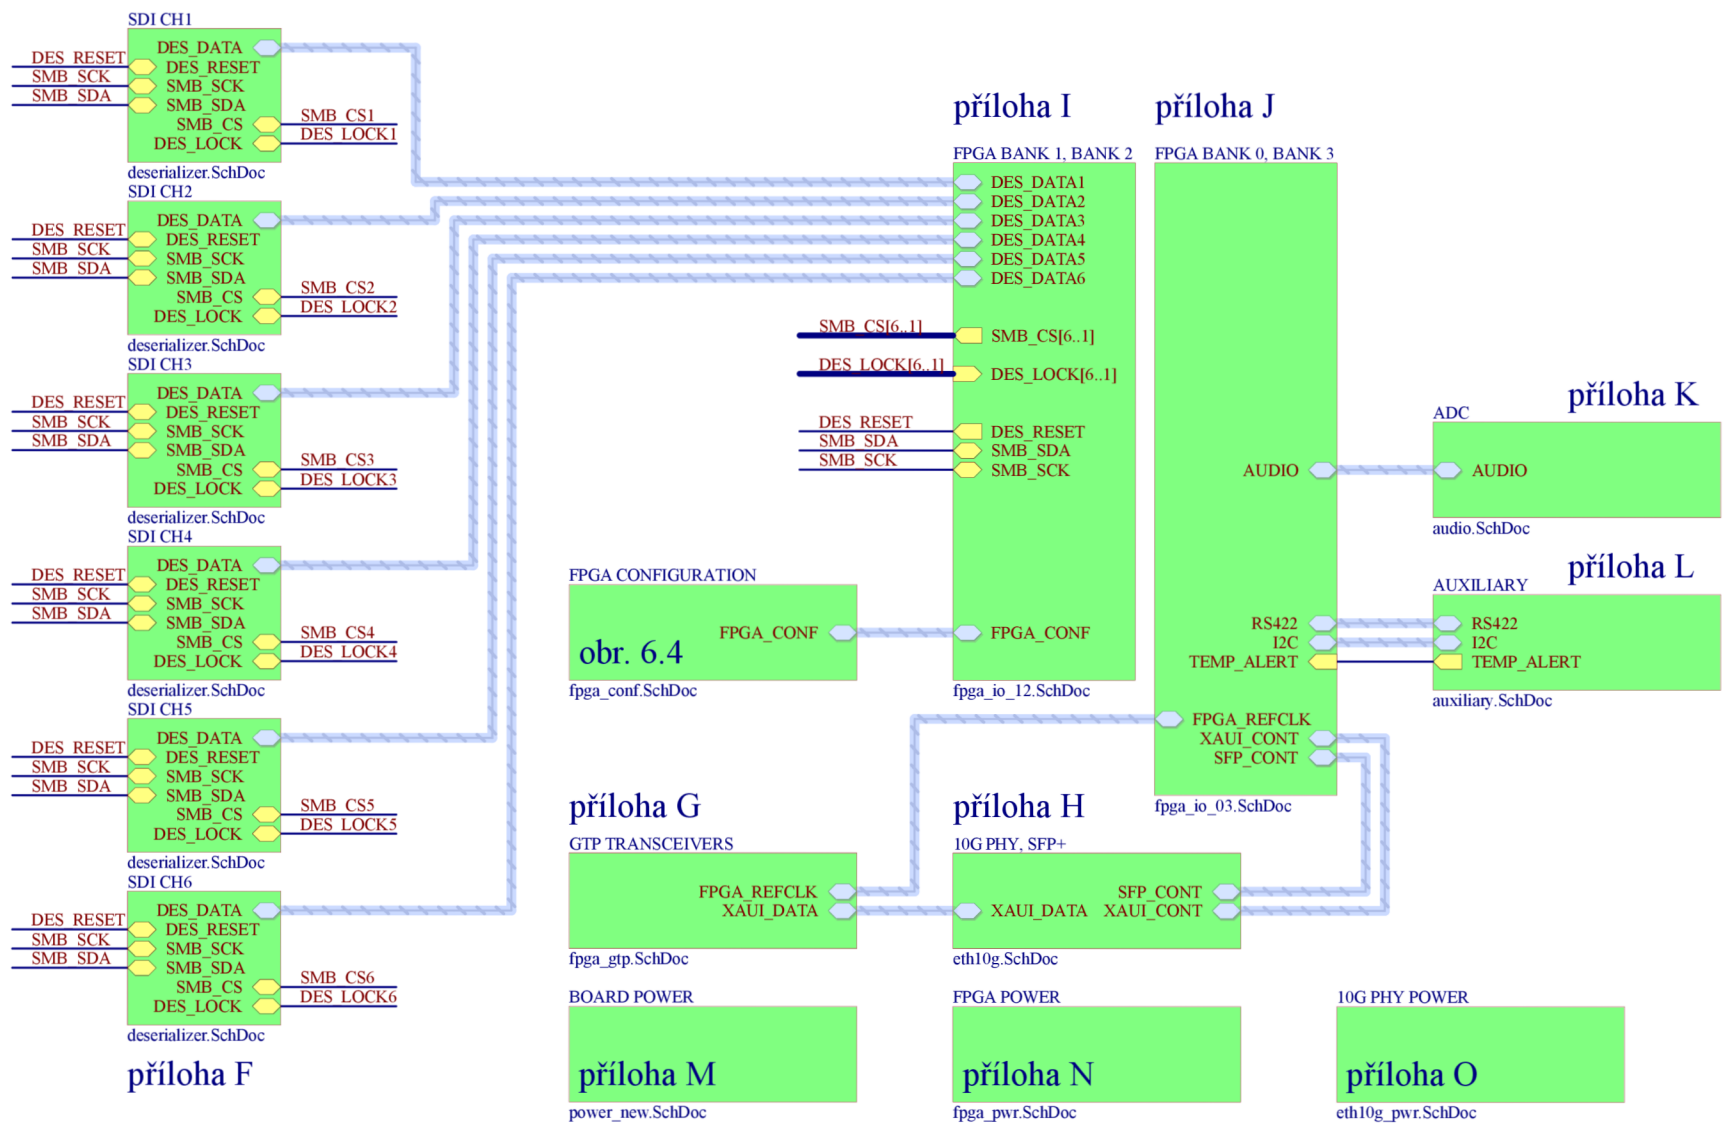 SDI CH1
DES_DATA
DES_RESET
DES_RESET
SMB_SCK
SMB_SCK
SMB_SDA
SMB_SDA
SMB_CS
SMB_CS1
DES_LOCK
DES_LOCK1
deserializer.SchDoc
SDI CH2
DES_DATA
DES_RESET
DES_RESET
SMB_SCK
SMB_SCK
SMB_SDA
SMB_SDA
SMB_CS
SMB_CS2
DES_LOCK
DES_LOCK2
deserializer.SchDoc
SDI CH3
DES_DATA
DES_RESET
DES_RESET
SMB_SCK
SMB_SCK
SMB_SDA
SMB_SDA
SMB_CS
SMB_CS3
DES_LOCK
DES_LOCK3
deserializer.SchDoc
SDI CH4
DES_DATA
DES_RESET
DES_RESET
SMB_SCK
SMB_SCK
SMB_SDA
SMB_SDA
SMB_CS
SMB_CS4
DES_LOCK
DES_LOCK4
deserializer.SchDoc
SDI CH5
DES_DATA
DES_RESET
DES_RESET
SMB_SCK
SMB_SCK
SMB_SDA
SMB_SDA
SMB_CS
SMB_CS5
DES_LOCK
DES_LOCK5
deserializer.SchDoc
SDI CH6
DES_DATA
DES_RESET
DES_RESET
SMB_SCK
SMB_SCK
SMB_SDA
SMB_SDA
SMB_CS
SMB_CS6
DES_LOCK
DES_LOCK6
deserializer.SchDoc
příloha F
příloha I
FPGA BANK 1, BANK 2
DES_DATA1
DES_DATA2
DES_DATA3
DES_DATA4
DES_DATA5
DES_DATA6
SMB_CS[6..1]
SMB_CS[6..1]
DES_LOCK[6..1]
DES_LOCK[6..1]
DES_RESET
DES_RESET
SMB_SDA
SMB_SDA
SMB_SCK
SMB_SCK
FPGA_CONF
fpga_io_12.SchDoc
FPGA CONFIGURATION
FPGA_CONF
obr. 6.4
fpga_conf.SchDoc
příloha J
FPGA BANK 0, BANK 3
AUDIO
RS422
I2C
TEMP_ALERT
FPGA_REFCLK
XAUI_CONT
SFP_CONT
fpga_io_03.SchDoc
příloha K
ADC
AUDIO
audio.SchDoc
příloha L
AUXILIARY
RS422
I2C
TEMP_ALERT
auxiliary.SchDoc
příloha G
GTP TRANSCEIVERS
FPGA_REFCLK
XAUI_DATA
fpga_gtp.SchDoc
příloha H
10G PHY, SFP+
SFP_CONT
XAUI_DATA XAUI_CONT
eth10g.SchDoc
BOARD POWER
příloha M
power_new.SchDoc
FPGA POWER
příloha N
fpga_pwr.SchDoc
10G PHY POWER
příloha O
eth10g_pwr.SchDoc